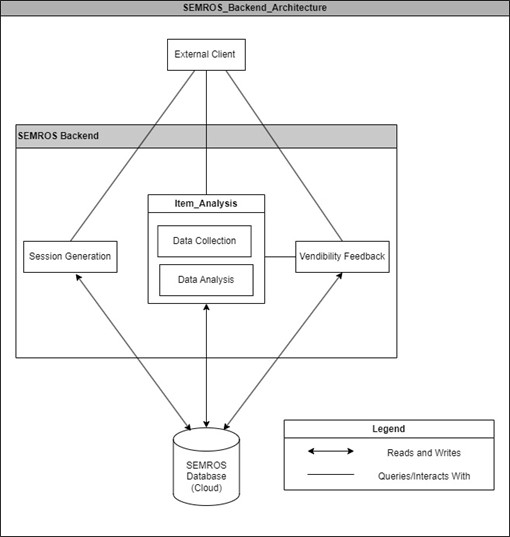 SEMROS_Backend_Architecture
External Client
SEMROS Backend
Item_Analysis
Data Collection
Session Generation
Vendibility Feedback
Data Analysis
SEMROS
Database
(Cloud)
Legend
Reads and Writes
Queries/Interacts With